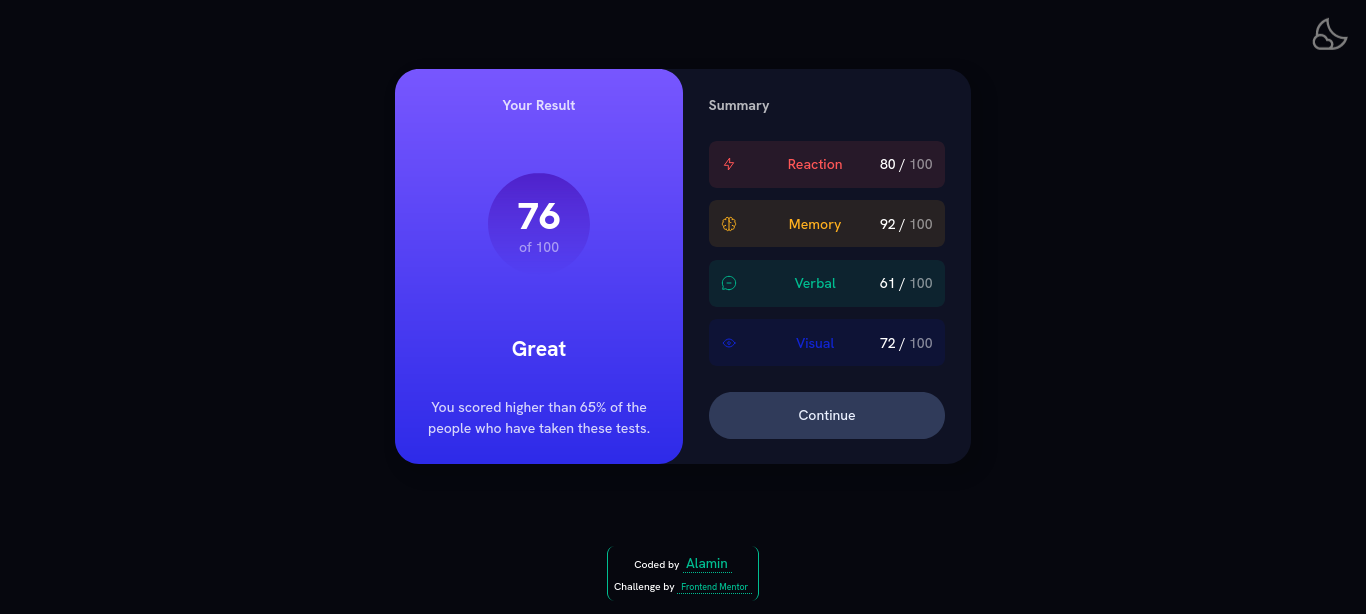 Your Result
76
of 100
Great
You scored higher than 65% of the
people who have taken these tests.
Summary
Reaction 80 / 100
Memory 92 / 100
Verbal 61 / 100
Visual 72 / 100
Continue
Coded by Alamin
Challenge by Frontend Mentor